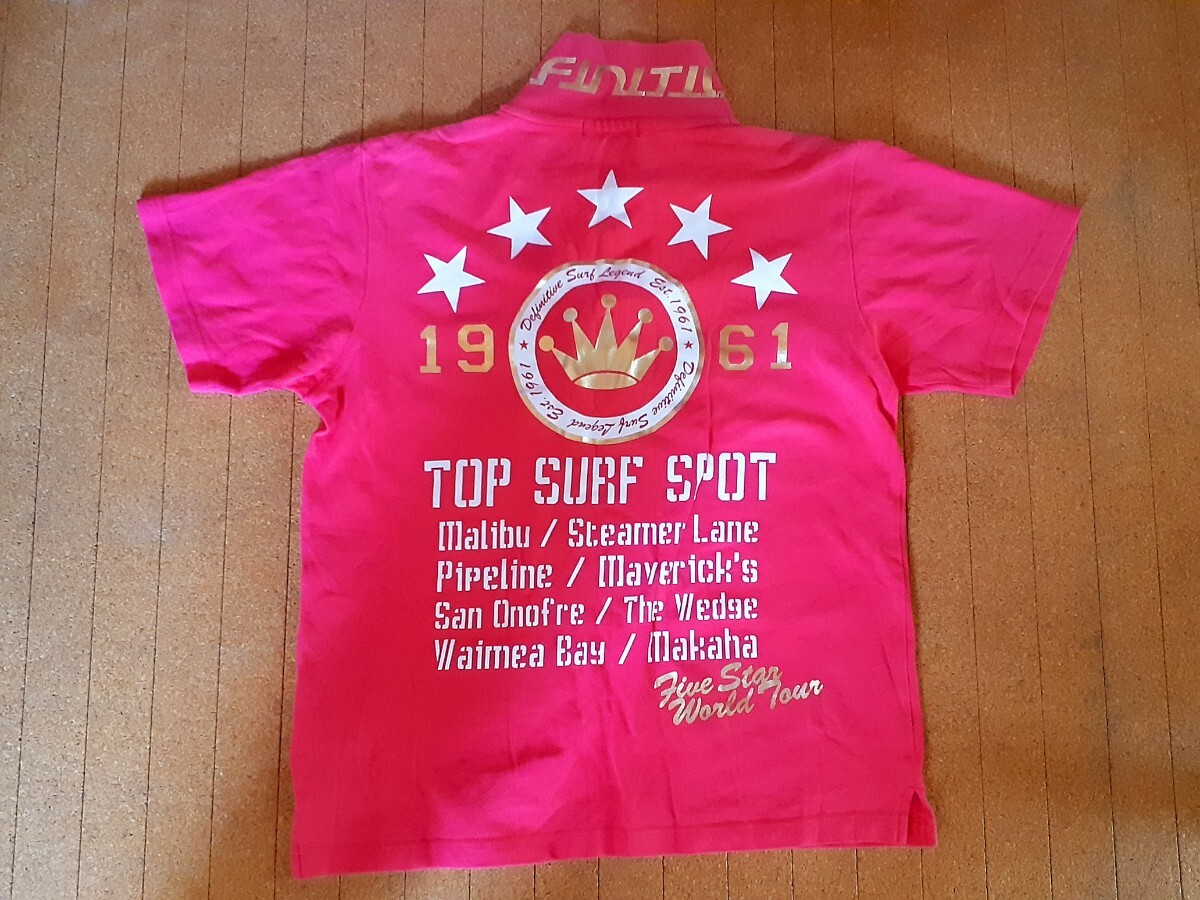 FINITI
19 61
Definitive Surf Legend Est. 1961 ★ Definitive Surf Legend Est. 1961 ★
TOP SURF SPOT
Malibu / Steamer Lane
Pipeline / Maverick's
San Onofre / The Wedge
Waimea Bay / Makaha
Five Star
World Tour